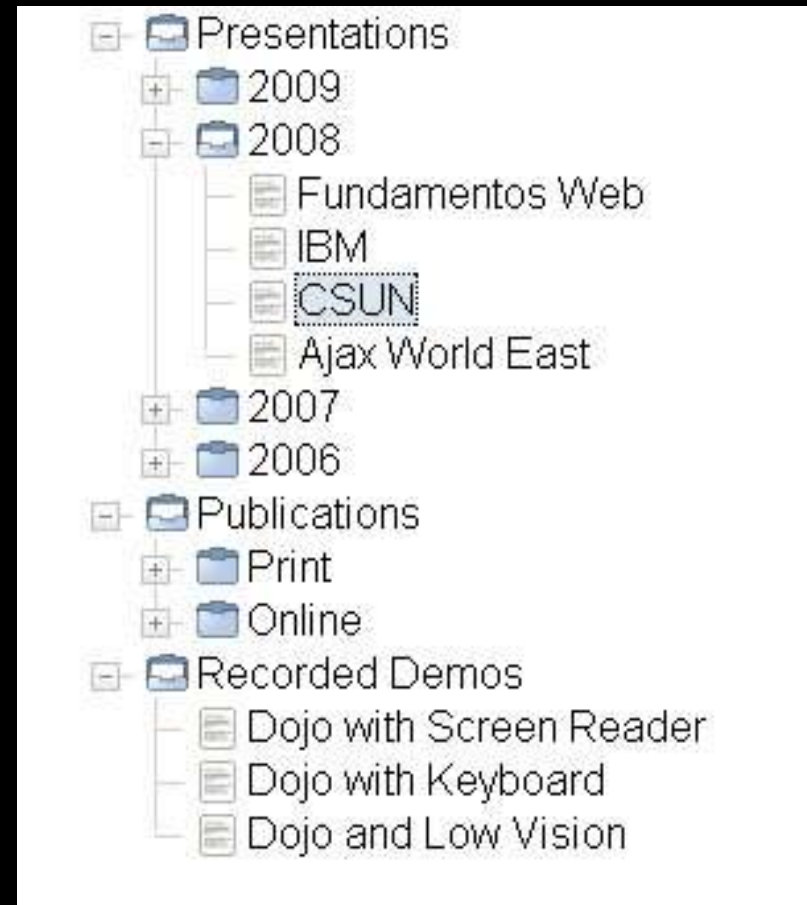 Presentations
2009
2008
Fundamentos Web
IBM
CSUN
Ajax World East
2007
2006
Publications
Print
Online
Recorded Demos
Dojo with Screen Reader
Dojo with Keyboard
Dojo and Low Vision